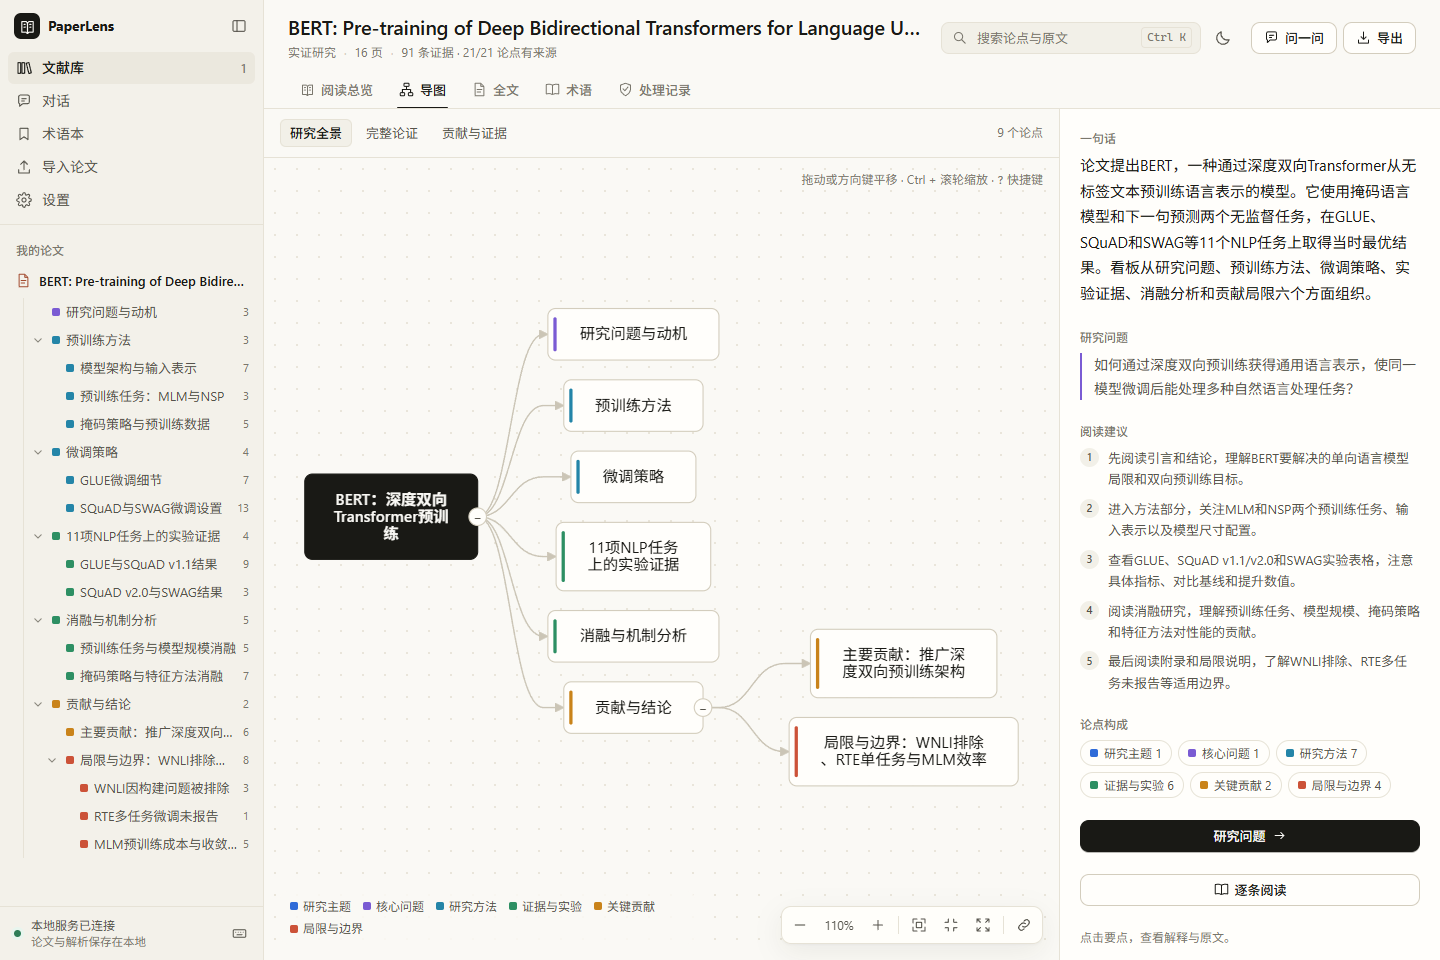 PaperLens
文献库 1
对话
术语本
导入论文
设置
我的论文
BERT: Pre-training of Deep Bidire...
研究问题与动机 3
预训练方法 3
模型架构与输入表示 7
预训练任务：MLM与NSP 3
掩码策略与预训练数据 5
微调策略 4
GLUE微调细节 7
SQuAD与SWAG微调设置 13
11项NLP任务上的实验证据 4
GLUE与SQuAD v1.1结果 9
SQuAD v2.0与SWAG结果 3
消融与机制分析 5
预训练任务与模型规模消融 5
掩码策略与特征方法消融 7
贡献与结论 2
主要贡献：推广深度双向... 6
局限与边界：WNLI排除... 8
WNLI因构建问题被排除 3
RTE多任务微调未报告 1
MLM预训练成本与收敛... 5
本地服务已连接
论文与解析保存在本地
BERT: Pre-training of Deep Bidirectional Transformers for Language U...
实证研究 · 16 页 · 91 条证据 · 21/21 论点有来源
搜索论点与原文 Ctrl K
问一问
导出
阅读总览
导图
全文
术语
处理记录
研究全景
完整论证
贡献与证据
9 个论点
拖动或方向键平移 · Ctrl + 滚轮缩放 · ? 快捷键
BERT：深度双向
Transformer预训
练
研究问题与动机
预训练方法
微调策略
11项NLP任务
上的实验证据
消融与机制分析
贡献与结论
主要贡献：推广深
度双向预训练架构
局限与边界：WNLI排除
、RTE单任务与MLM效率
研究主题
核心问题
研究方法
证据与实验
关键贡献
局限与边界
110%
一句话
论文提出BERT，一种通过深度双向Transformer从无
标签文本预训练语言表示的模型。它使用掩码语言
模型和下一句预测两个无监督任务，在GLUE、
SQuAD和SWAG等11个NLP任务上取得当时最优结
果。看板从研究问题、预训练方法、微调策略、实
验证据、消融分析和贡献局限六个方面组织。
研究问题
如何通过深度双向预训练获得通用语言表示，使同一
模型微调后能处理多种自然语言处理任务？
阅读建议
1 先阅读引言和结论，理解BERT要解决的单向语言模型
局限和双向预训练目标。
2 进入方法部分，关注MLM和NSP两个预训练任务、输
入表示以及模型尺寸配置。
3 查看GLUE、SQuAD v1.1/v2.0和SWAG实验表格，注意
具体指标、对比基线和提升数值。
4 阅读消融研究，理解预训练任务、模型规模、掩码策略
和特征方法对性能的贡献。
5 最后阅读附录和局限说明，了解WNLI排除、RTE多任
务未报告等适用边界。
论点构成
研究主题 1
核心问题 1
研究方法 7
证据与实验 6
关键贡献 2
局限与边界 4
研究问题 →
逐条阅读
点击要点，查看解释与原文。